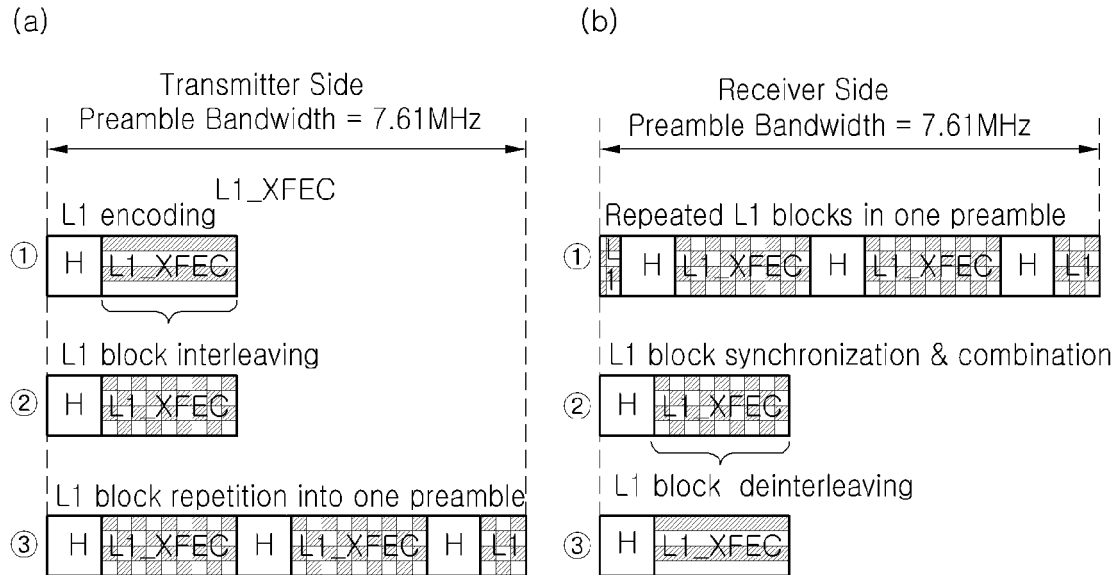 (a)
Transmitter Side
Preamble Bandwidth = 7.61MHz
L1_XFEC
L1 encoding
① H L1_XFEC
L1 block interleaving
② H L1_XFEC
L1 block repetition into one preamble
③ H L1_XFEC H L1_XFEC H L1
(b)
Receiver Side
Preamble Bandwidth = 7.61MHz
Repeated L1 blocks in one preamble
① L1 H L1_XFEC H L1_XFEC H L1
L1 block synchronization & combination
② H L1_XFEC
L1 block deinterleaving
③ H L1_XFEC